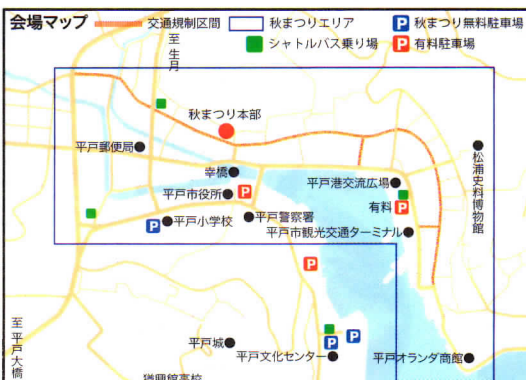 会場マップ 交通規制区間 秋まつりエリア P 秋まつり無料駐車場
シャトルバス乗り場 P 有料駐車場
至 生月
秋まつり本部
平戸郵便局
幸橋
平戸市役所
P
平戸港交流広場
松浦史料博物館
有料 P
P 平戸小学校
平戸警察署
平戸市観光交通ターミナル
P
至 平戸大橋
平戸城
P
P
平戸文化センター
平戸オランダ商館
猶興館高校